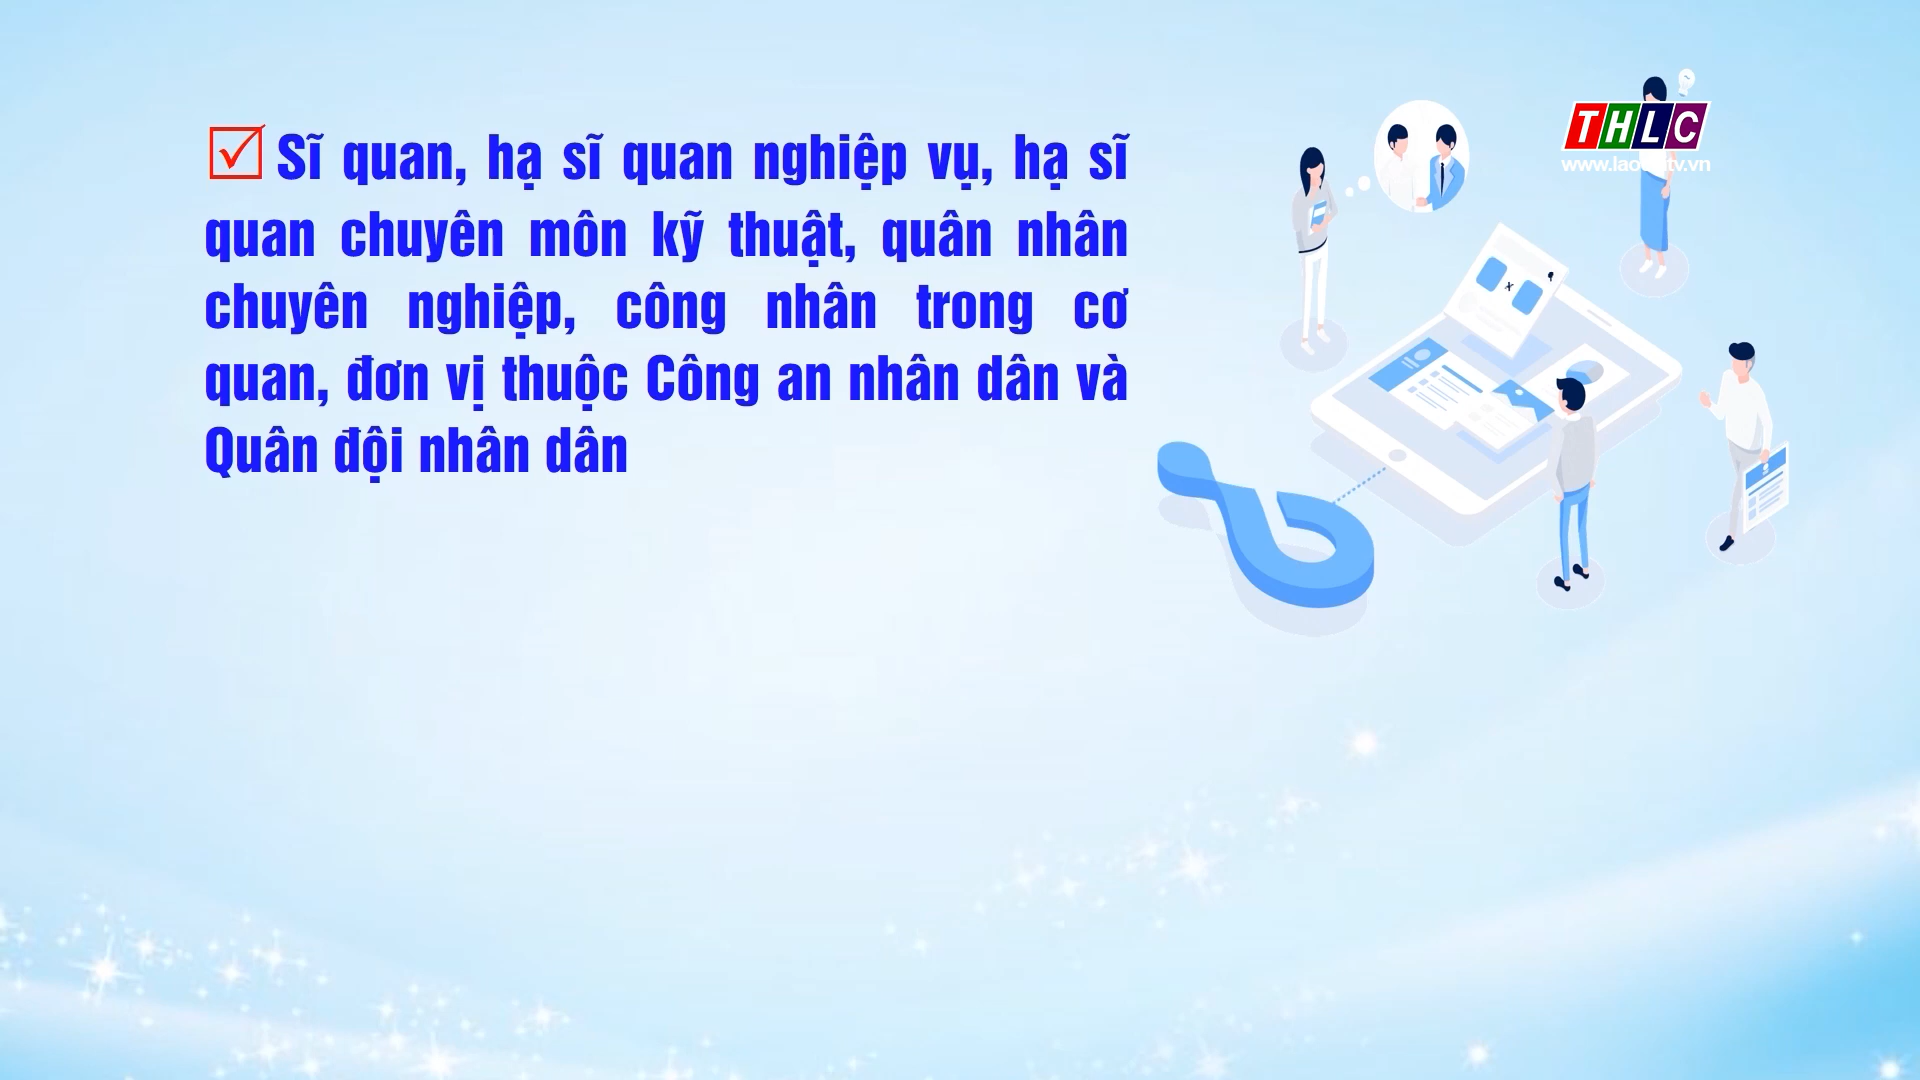 Sĩ quan, hạ sĩ quan nghiệp vụ, hạ sĩ
quan chuyên môn kỹ thuật, quân nhân
chuyên nghiệp, công nhân trong cơ
quan, đơn vị thuộc Công an nhân dân và
Quân đội nhân dân
THLC